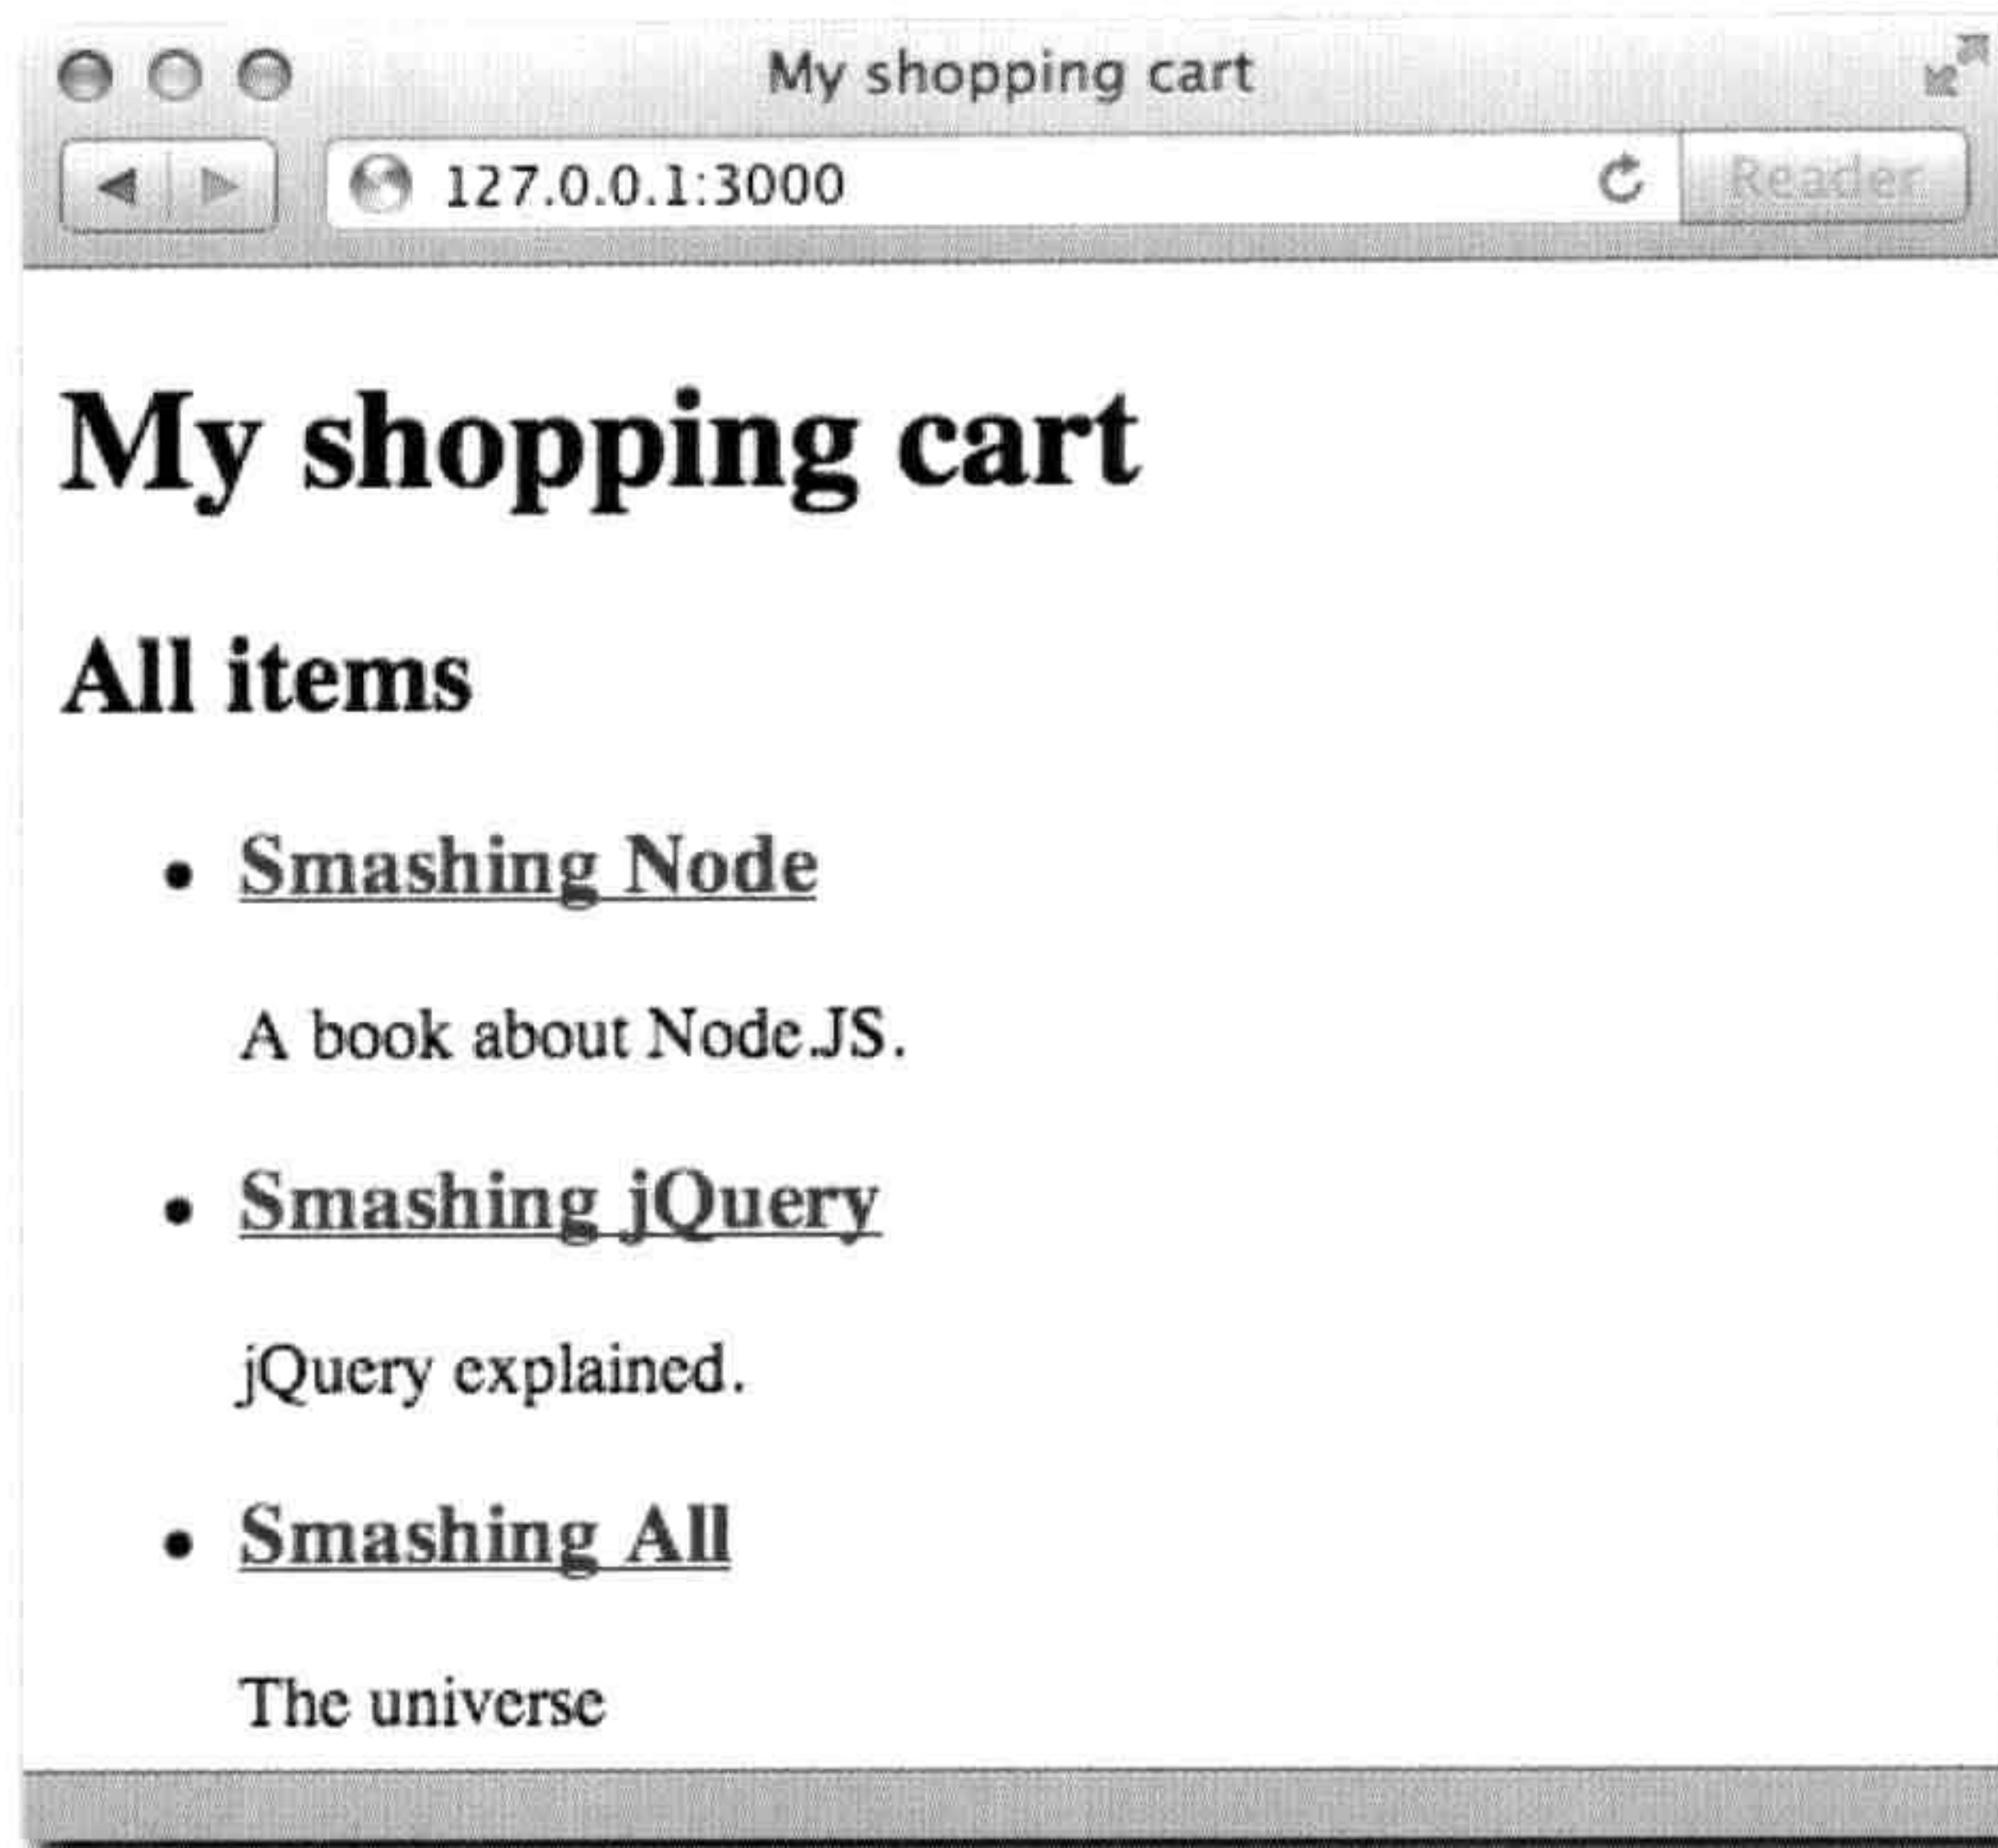 My shopping cart
127.0.0.1:3000
Reader
My shopping cart
All items
• Smashing Node
A book about Node.JS.
• Smashing jQuery
jQuery explained.
• Smashing All
The universe